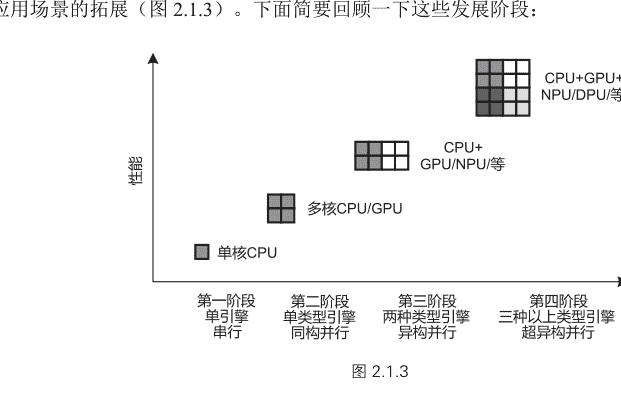 应用场景的拓展（图 2.1.3）。下面简要回顾一下这些发展阶段：
CPU+GPU+
NPU/DPU/等
CPU+
GPU/NPU/等
性能
多核CPU/GPU
单核CPU
第一阶段
单引擎
串行
第二阶段
单类型引擎
同构并行
第三阶段
两种类型引擎
异构并行
第四阶段
三种以上类型引擎
超异构并行
图 2.1.3